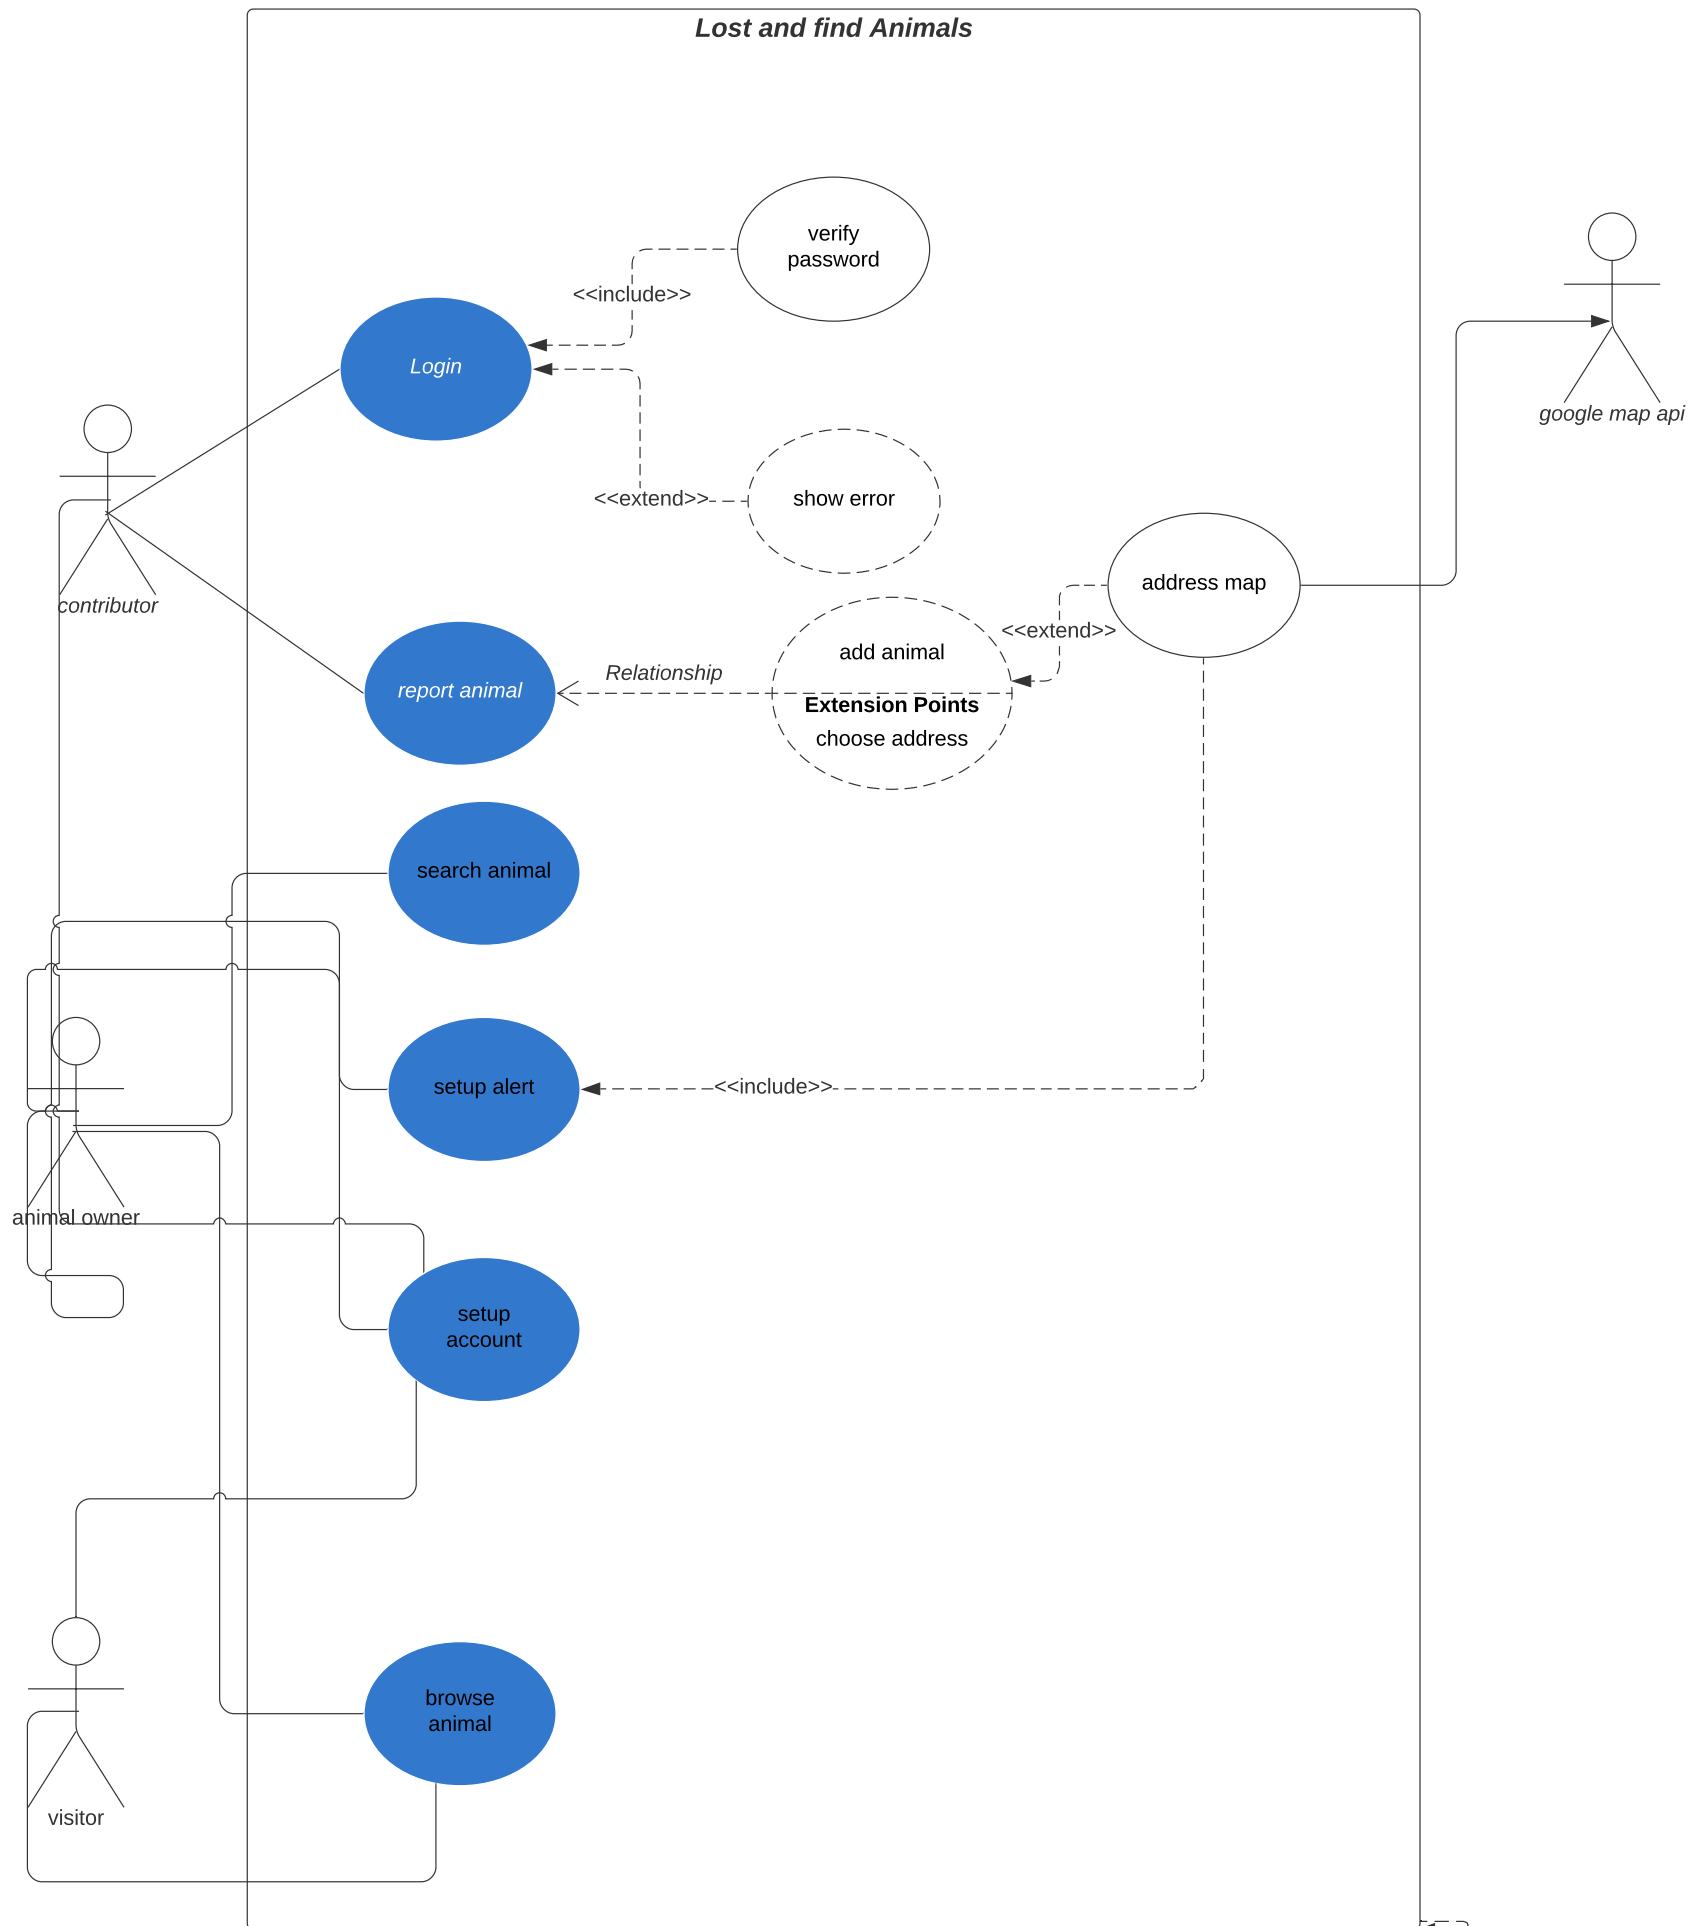 Lost and find Animals
verify
password
<<include>>
Login
google map api
<<extend>>
show error
address map
contributor
<<extend>>
add animal
Relationship
report animal
Extension Points
choose address
search animal
setup alert
<<include>>
animal owner
setup
account
browse
animal
visitor